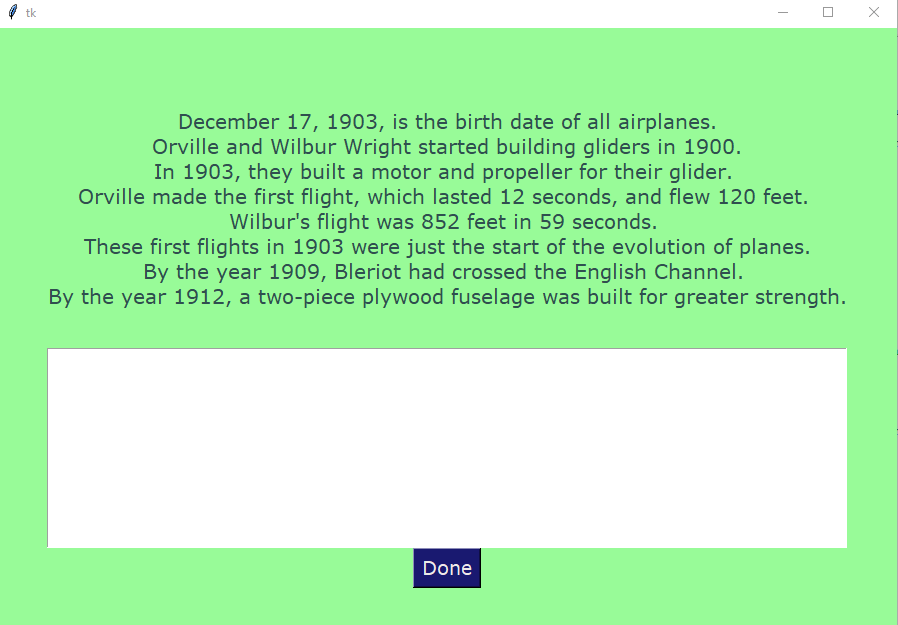 tk
December 17, 1903, is the birth date of all airplanes.
Orville and Wilbur Wright started building gliders in 1900.
In 1903, they built a motor and propeller for their glider.
Orville made the first flight, which lasted 12 seconds, and flew 120 feet.
Wilbur's flight was 852 feet in 59 seconds.
These first flights in 1903 were just the start of the evolution of planes.
By the year 1909, Bleriot had crossed the English Channel.
By the year 1912, a two-piece plywood fuselage was built for greater strength.
Done